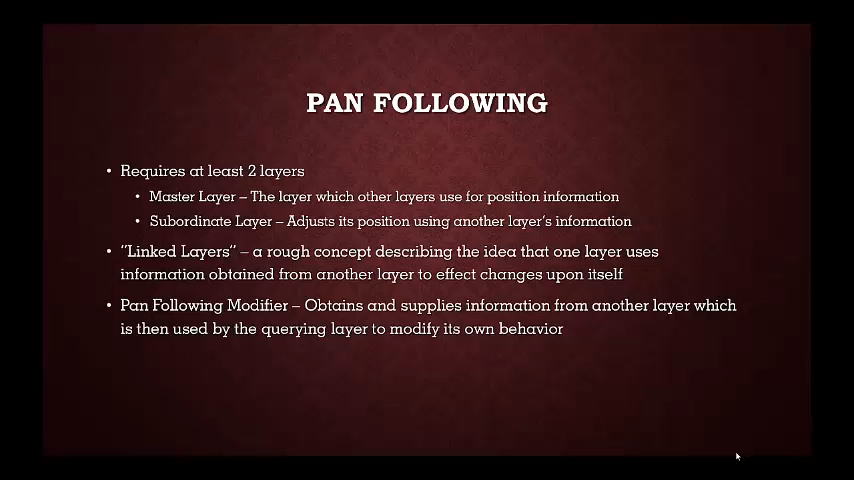 PAN FOLLOWING
• Requires at least 2 layers
• Master Layer – The layer which other layers use for position information
• Subordinate Layer – Adjusts its position using another layer's information
• "Linked Layers" – a rough concept describing the idea that one layer uses
information obtained from another layer to effect changes upon itself
• Pan Following Modifier – Obtains and supplies information from another layer which
is then used by the querying layer to modify its own behavior